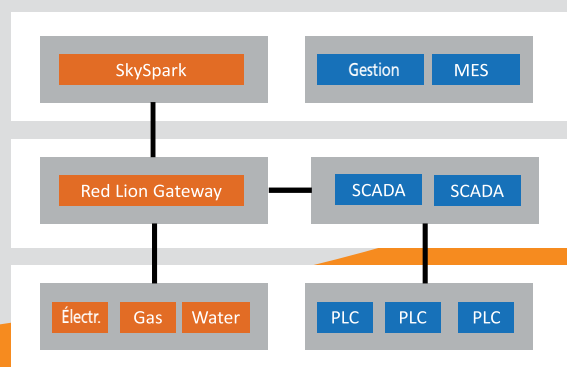 SkySpark
Gestion
MES
Red Lion Gateway
SCADA
SCADA
Électr.
Gas
Water
PLC
PLC
PLC